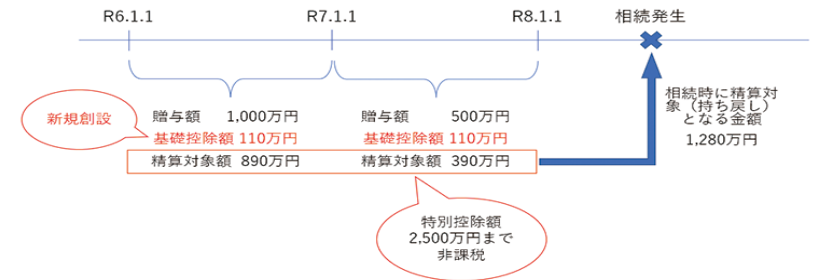 R6.1.1
R7.1.1
R8.1.1
相続発生
新規創設
贈与額 1,000万円
基礎控除額 110万円
精算対象額 890万円
贈与額 500万円
基礎控除額 110万円
精算対象額 390万円
相続時に精算対
象（持ち戻し）
となる金額
1,280万円
特別控除額
2,500万円まで
非課税